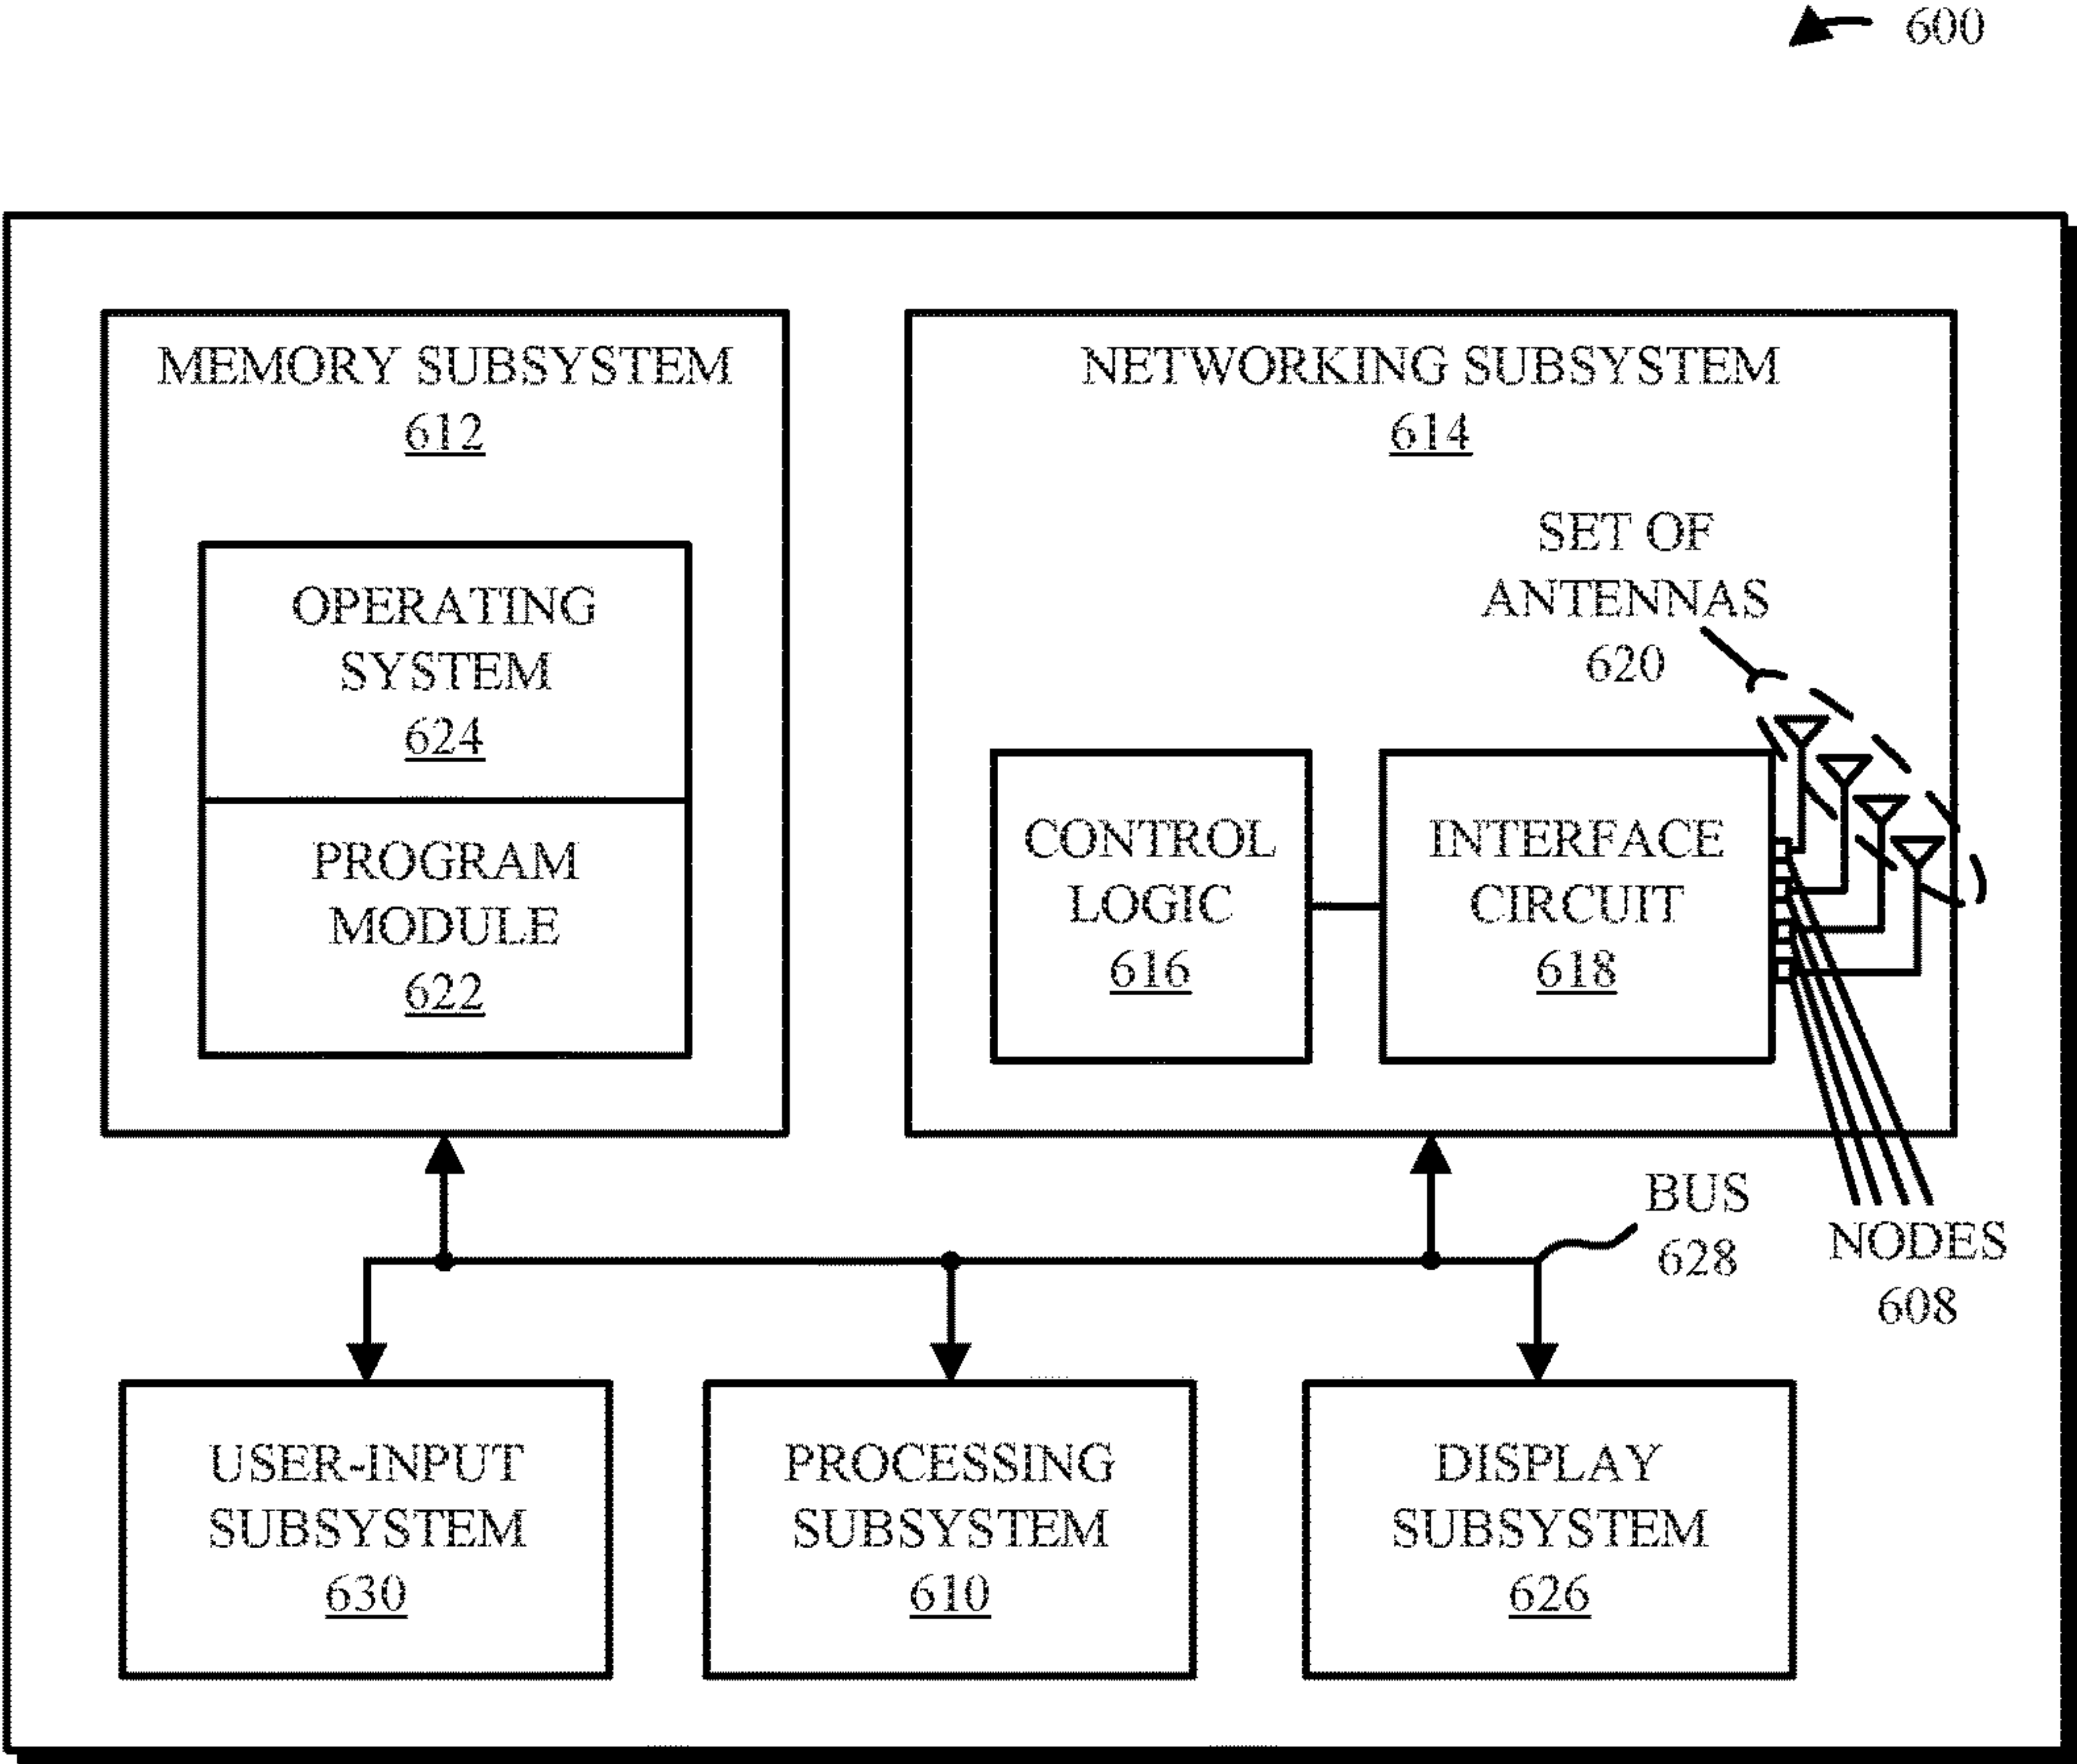 600
MEMORY SUBSYSTEM
612
OPERATING
SYSTEM
624
PROGRAM
MODULE
622
NETWORKING SUBSYSTEM
614
SET OF
ANTENNAS
620
CONTROL
LOGIC
616
INTERFACE
CIRCUIT
618
BUS
628
NODES
608
USER-INPUT
SUBSYSTEM
630
PROCESSING
SUBSYSTEM
610
DISPLAY
SUBSYSTEM
626